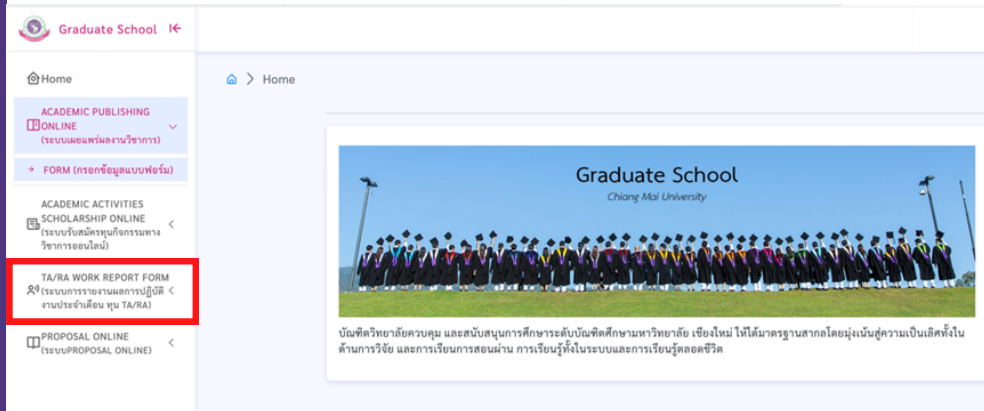 Graduate School
Home
Home
ACADEMIC PUBLISHING
ONLINE
(ระบบเผยแพร่ผลงานวิชาการ)
FORM (กรอกข้อมูลแบบฟอร์ม)
ACADEMIC ACTIVITIES
SCHOLARSHIP ONLINE
(ระบบรับสมัครทุนกิจกรรมทาง
วิชาการออนไลน์)
TA/RA WORK REPORT FORM
(ระบบการรายงานผลการปฏิบัติ
งานประจำเดือน ทุน TA/RA)
PROPOSAL ONLINE
(ระบบPROPOSAL ONLINE)
Graduate School
Chiang Mai University
บัณฑิตวิทยาลัยควบคุม และสนับสนุนการศึกษาระดับบัณฑิตศึกษามหาวิทยาลัย เชียงใหม่ ให้ได้มาตรฐานสากลโดยมุ่งเน้นสู่ความเป็นเลิศทั้งใน
ด้านการวิจัย และการเรียนการสอนผ่าน การเรียนรู้ทั้งในระบบและการเรียนรู้ตลอดชีวิต